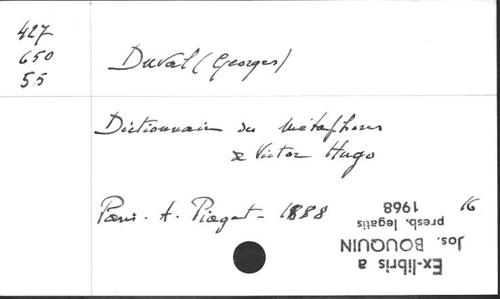 427
650
55
Duval (Georges)
Dictionnaire des métaphores
de Victor Hugo
Paris. A. Piaget - 1888
16
Ex-libris a
Jos. BOUQUIN
presb. legatis
1968